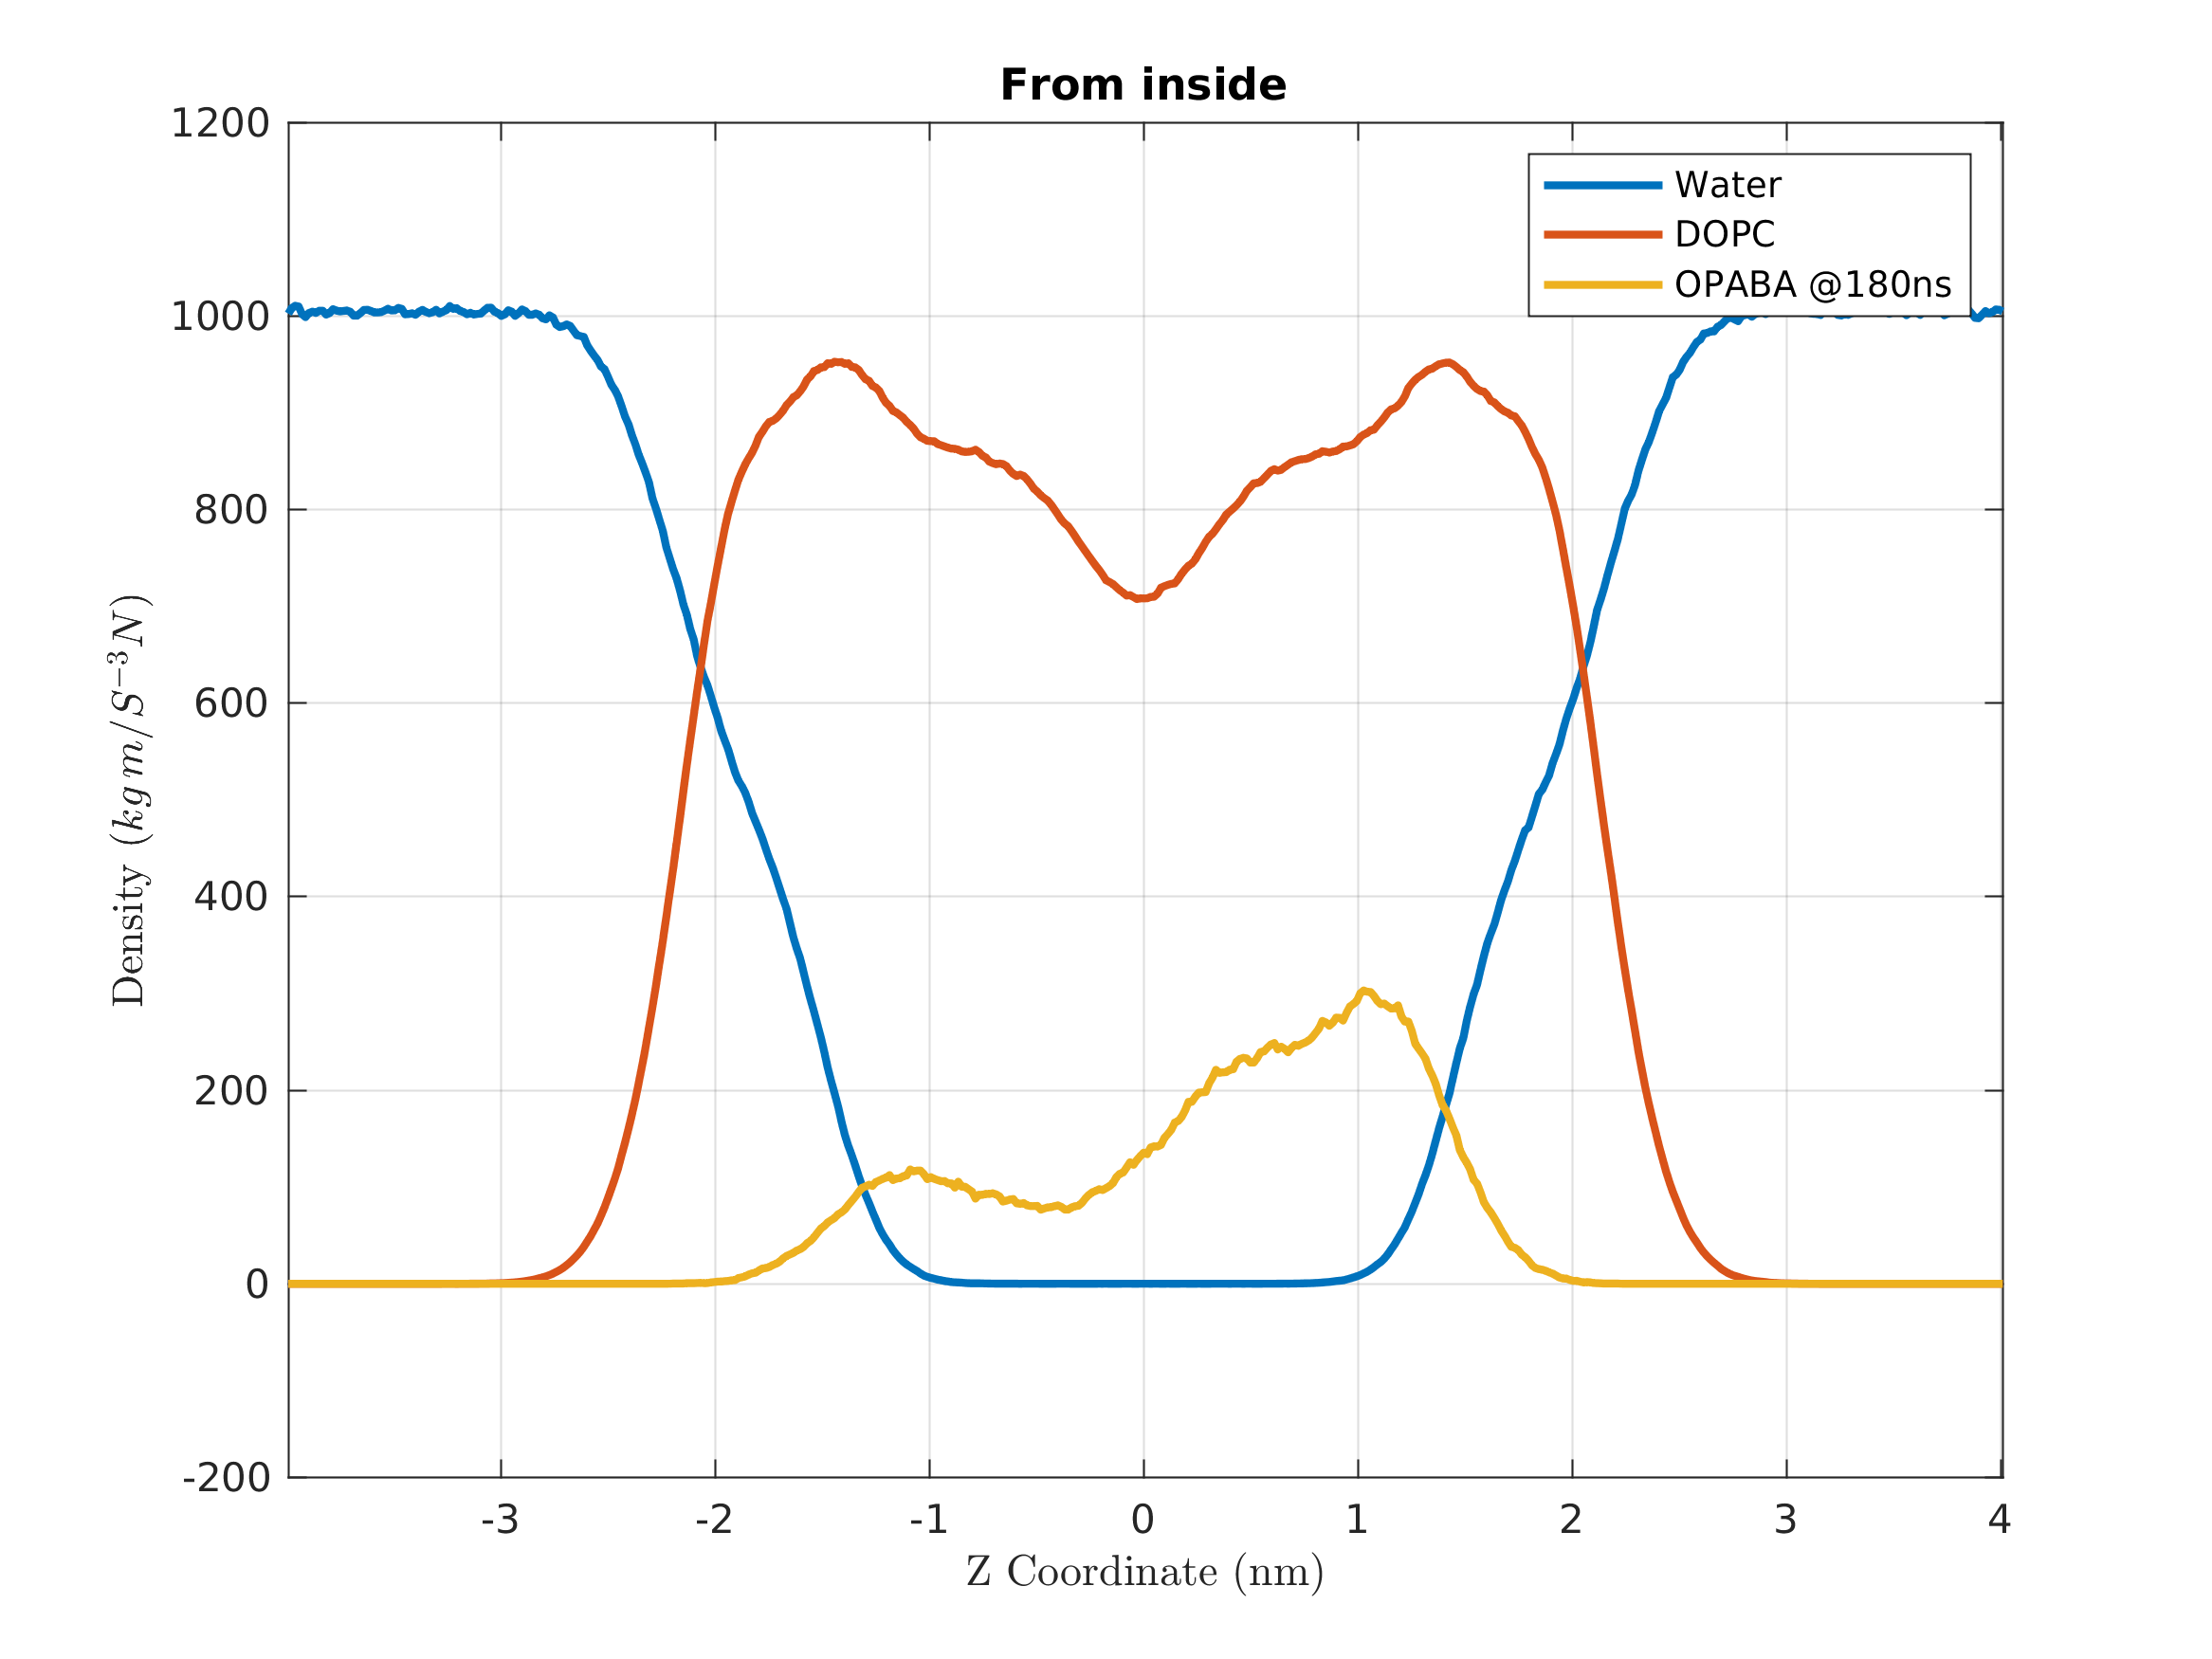 From inside
1200
1000
800
600
400
200
0
-200
Density (kg m/S⁻³N)
Water
DOPC
OPABA @180ns
-3 -2 -1 0 1 2 3 4
Z Coordinate (nm)